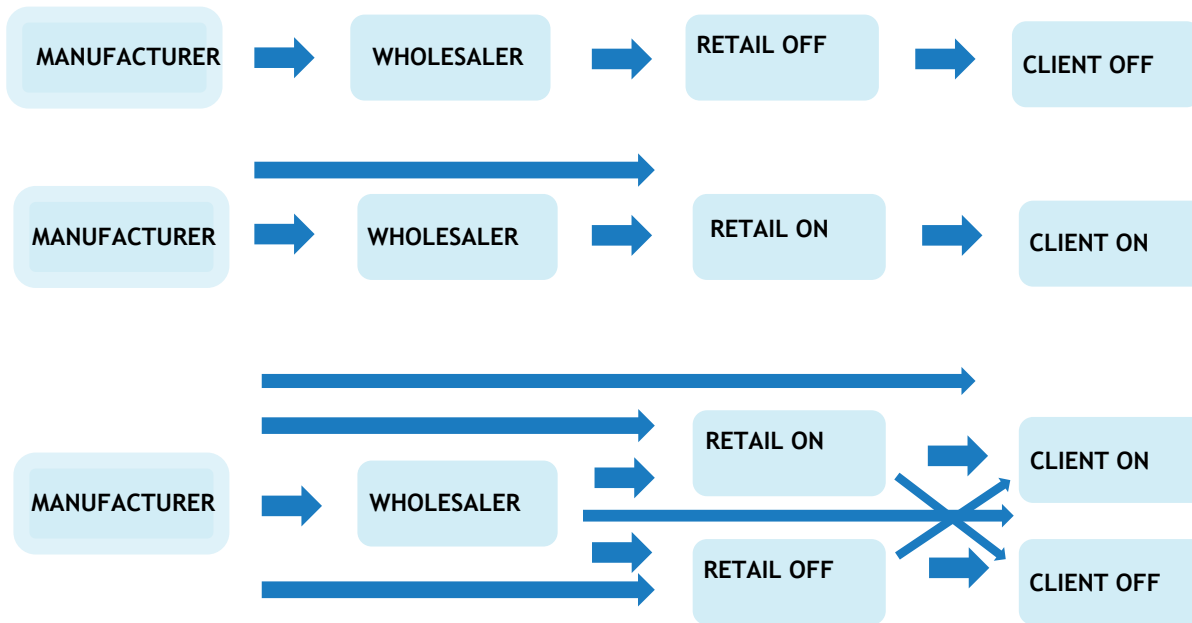 MANUFACTURER
WHOLESALER
RETAIL OFF
CLIENT OFF
MANUFACTURER
WHOLESALER
RETAIL ON
CLIENT ON
MANUFACTURER
WHOLESALER
RETAIL ON
CLIENT ON
RETAIL OFF
CLIENT OFF